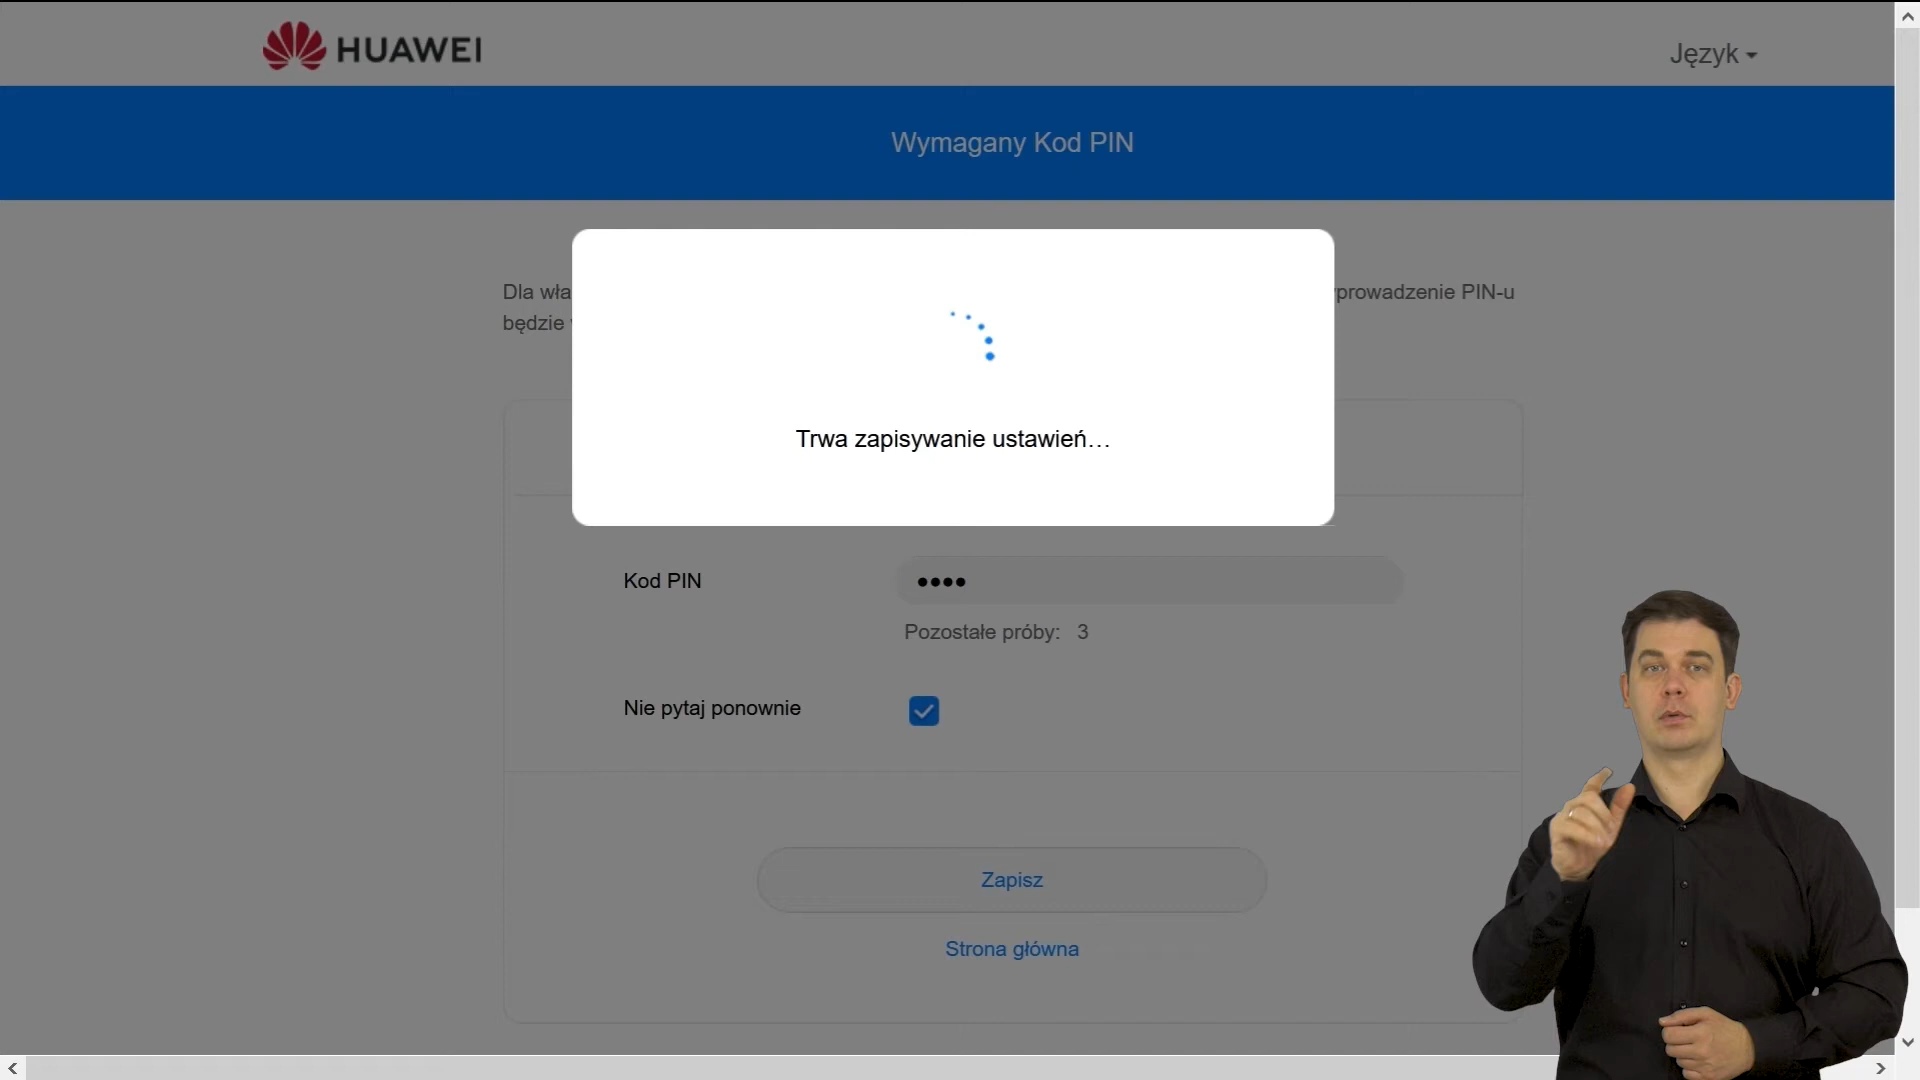 HUAWEI
Język
Wymagany Kod PIN
Dla prowadzenie PIN-u
będzie
Trwa zapisywanie ustawień…
Kod PIN ••••
Pozostałe próby: 3
Nie pytaj ponownie
Zapisz
Strona główna